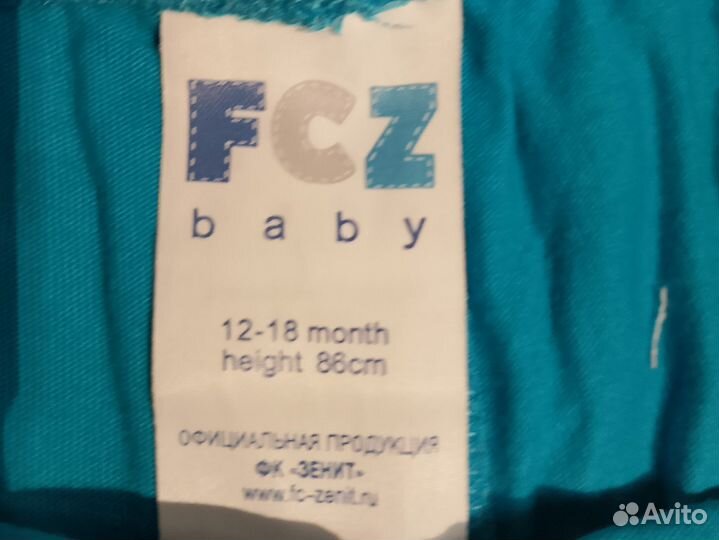 FCZ
baby
12-18 month
height 86cm
ОФИЦИАЛЬНАЯ ПРОДУКЦИЯ
ФК «ЗЕНИТ»
www.fc-zenit.ru
Avito